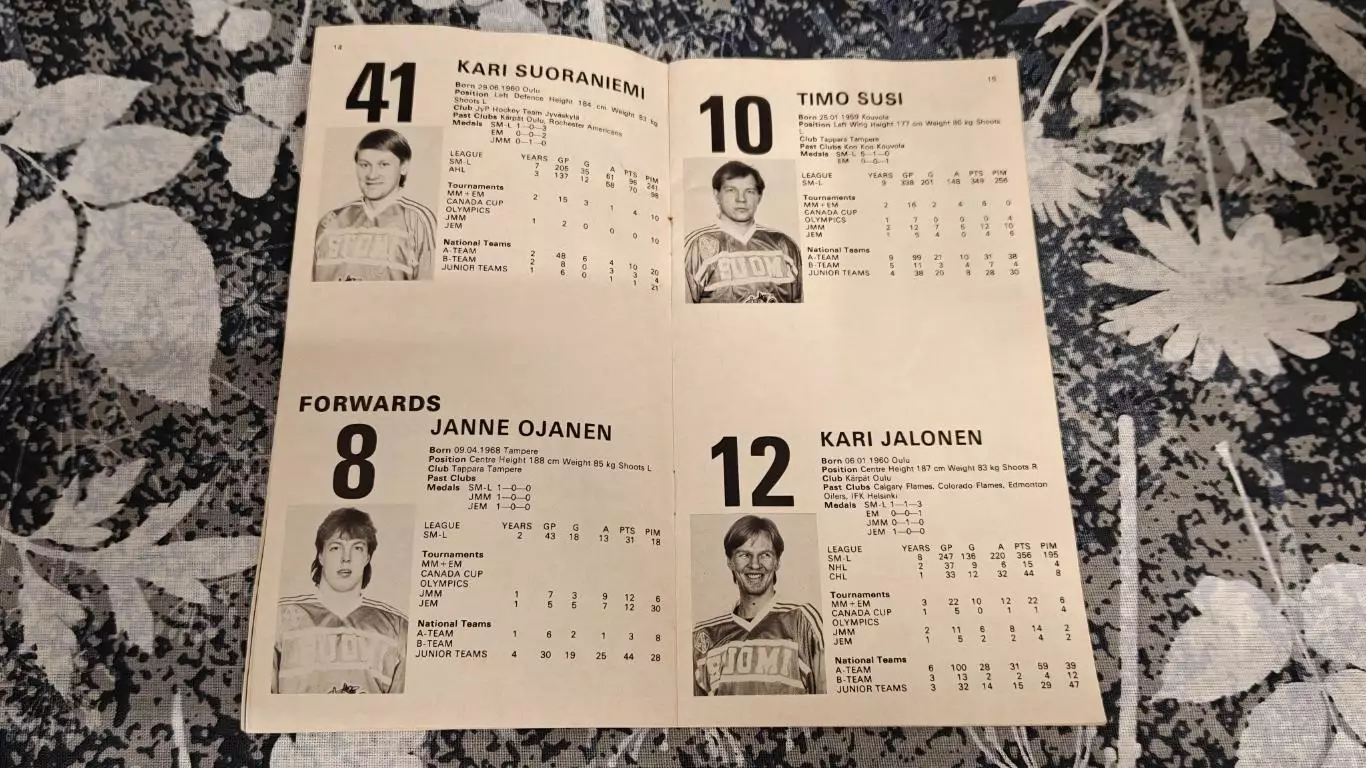 14
41
KARI SUORANIEMI
Born 29.06.1960 Oulu
Position Left Defence Height 184 cm Weight 83 kg
Shoots L
Club JyP Hockey Team Jyväskylä
Past Clubs Kärpät Oulu, Rochester Americans
Medals SM-L 1—0—3
EM 0—0—2
JMM 0—1—0
LEAGUE YEARS GP G A PTS PIM
SM-L 7 205 35 61 96 241
AHL 3 137 12 58 70 98
Tournaments
MM+EM 2 15 3 1 4 10
CANADA CUP
OLYMPICS
JMM 1 2 0 0 0 10
JEM
National Teams
A-TEAM 2 48 6 4 10 20
B-TEAM 2 8 0 3 3 4
JUNIOR TEAMS 1 6 0 1 1 21
SUOMI
FORWARDS
8
JANNE OJANEN
Born 09.04.1968 Tampere
Position Centre Height 188 cm Weight 85 kg Shoots L
Club Tappara Tampere
Past Clubs
Medals SM-L 1—0—0
JMM 1—0—0
JEM 1—0—0
LEAGUE YEARS GP G A PTS PIM
SM-L 2 43 18 13 31 18
Tournaments
MM+EM
CANADA CUP
OLYMPICS
JMM 1 7 3 9 12 6
JEM 1 5 5 7 12 30
National Teams
A-TEAM 1 6 2 1 3 8
B-TEAM
JUNIOR TEAMS 4 30 19 25 44 28
SUOMI
15
10
TIMO SUSI
Born 25.01 1959 Kouvola
Position Left Wing Height 177 cm Weight 86 kg Shoots
L
Club Tappara Tampere
Past Clubs Koo Koo Kouvola
Medals SM-L 5—1—0
EM 0—0—1
LEAGUE YEARS GP G A PTS PIM
SM-L 9 338 201 148 349 256
Tournaments
MM+EM 2 16 2 4 6 0
CANADA CUP
OLYMPICS 1 7 0 0 0 4
JMM 2 12 7 5 12 10
JEM 1 5 4 0 4 6
National Teams
A-TEAM 9 99 21 10 31 38
B-TEAM 5 11 3 4 7 4
JUNIOR TEAMS 4 38 20 8 28 30
SUOMI
12
KARI JALONEN
Born 06.01 1960 Oulu
Position Centre Height 187 cm Weight 83 kg Shoots R
Club Kärpät Oulu
Past Clubs Calgary Flames, Colorado Flames, Edmonton
Oilers, IFK Helsinki
Medals SM-L 1—1—3
EM 0—0—1
JMM 0—1—0
JEM 1—0—0
LEAGUE YEARS GP G A PTS PIM
SM-L 8 247 136 220 356 195
NHL 2 37 9 6 15 4
CHL 1 33 12 32 44 8
Tournaments
MM+EM 3 22 10 12 22 6
CANADA CUP 1 5 0 1 1 4
OLYMPICS
JMM 2 11 6 8 14 2
JEM 1 5 2 2 4 2
National Teams
A-TEAM 6 100 28 31 59 39
B-TEAM 3 13 2 2 4 12
JUNIOR TEAMS 3 32 14 15 29 47
SUOMI